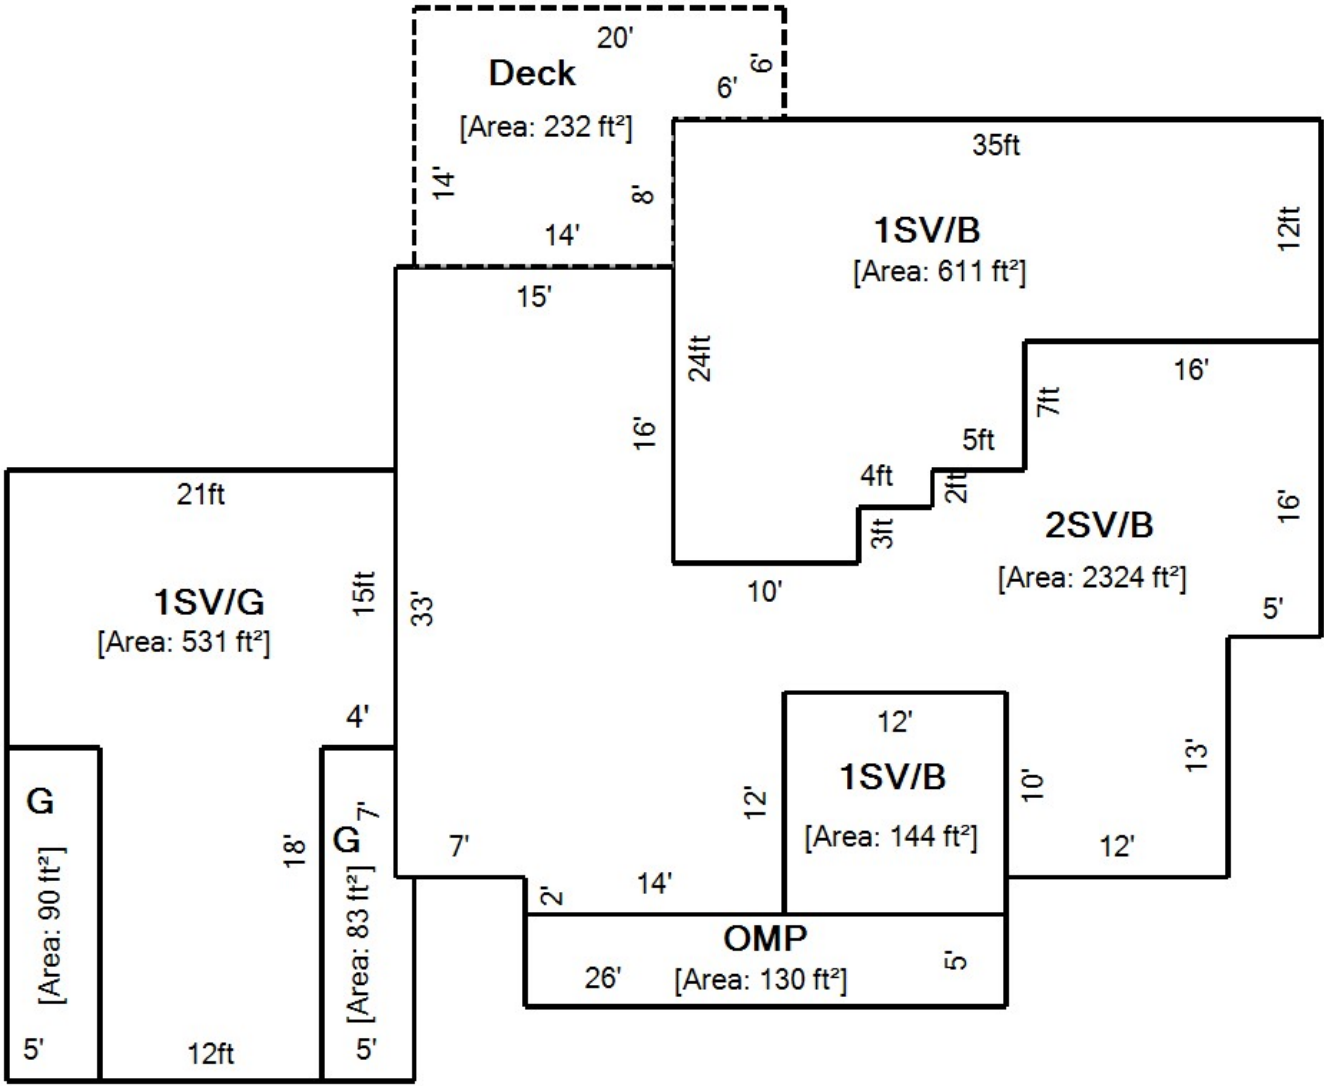 20'
6'
Deck
6'
[Area: 232 ft²]
35ft
14'
8'
12ft
1SV/B
14'
[Area: 611 ft²]
15'
24ft
16'
7ft
16'
5ft
4ft
2ft
21ft
16'
3ft
2SV/B
[Area: 2324 ft²]
10'
15ft
1SV/G
33'
5'
[Area: 531 ft²]
4'
12'
13'
1SV/B
10'
G
7'
12'
[Area: 144 ft²]
G
18'
7'
12'
[Area: 90 ft²]
[Area: 83 ft²]
2'
14'
OMP
5'
26'
[Area: 130 ft²]
5'
12ft
5'